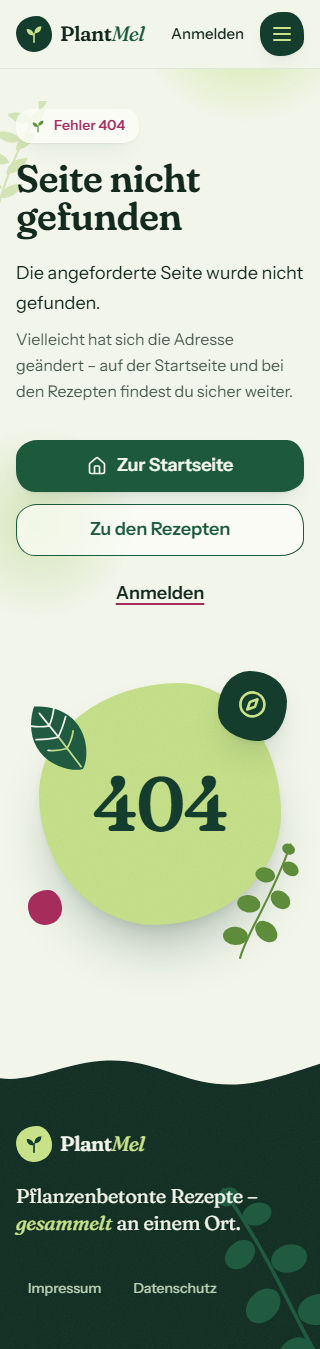 PlantMel
Anmelden
Fehler 404
Seite nicht
gefunden
Die angeforderte Seite wurde nicht
gefunden.
Vielleicht hat sich die Adresse
geändert – auf der Startseite und bei
den Rezepten findest du sicher weiter.
Zur Startseite
Zu den Rezepten
Anmelden
404
PlantMel
Pflanzenbetonte Rezepte –
gesammelt an einem Ort.
Impressum
Datenschutz